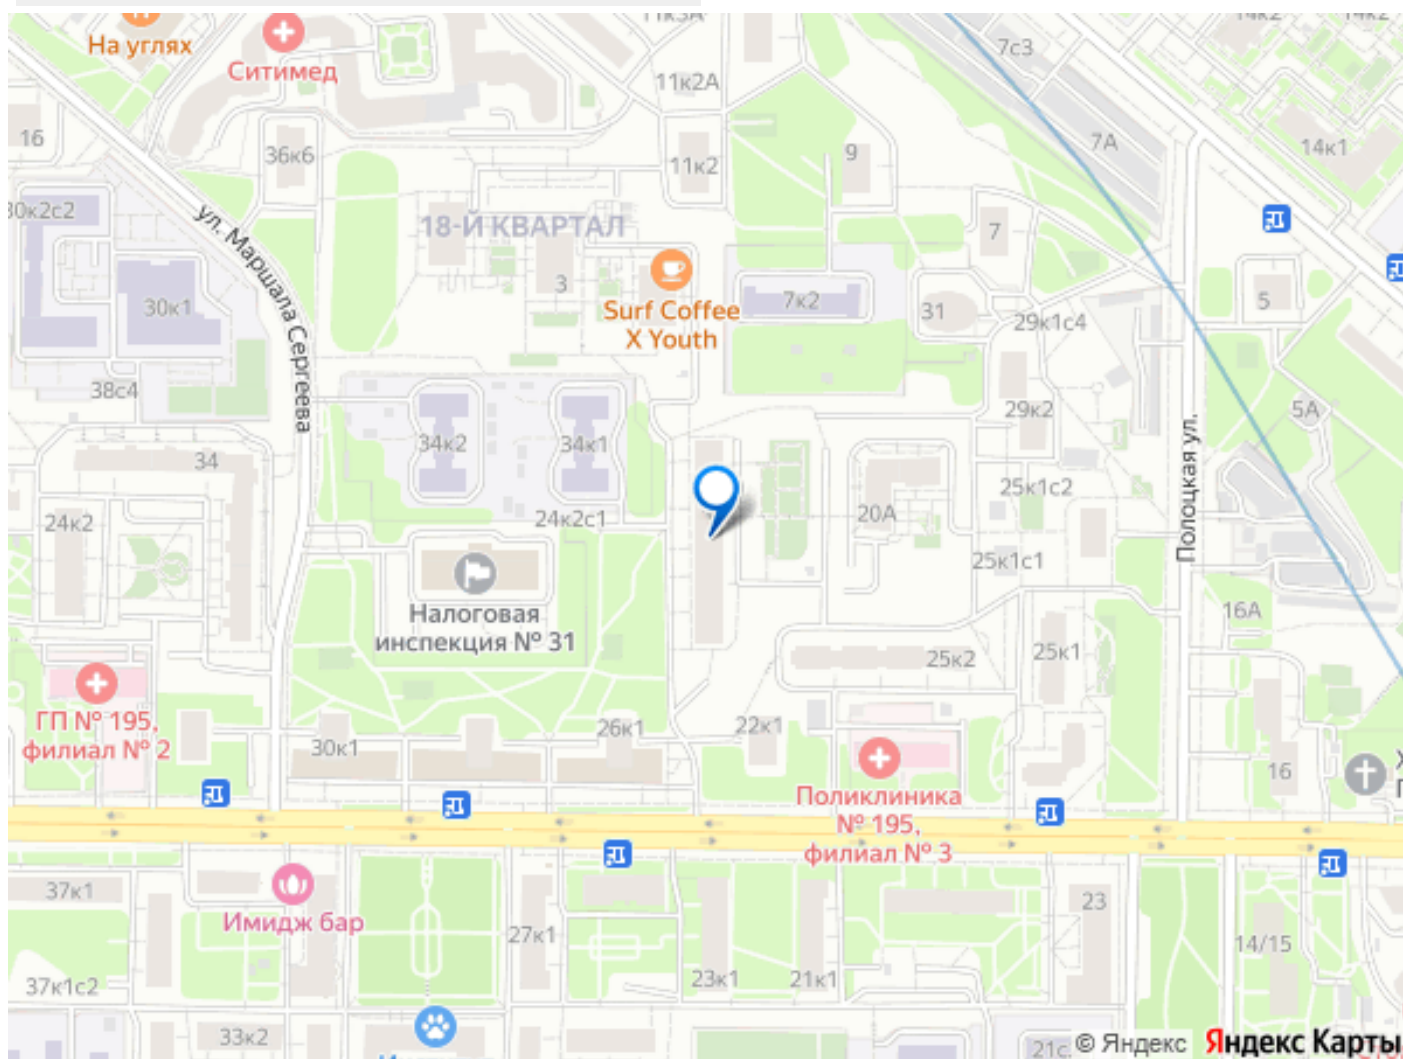 11к3А
14к2
14к2
На углях
7с3
Ситимед
11к2А
16
7А
14к1
36к6
11к2
9
30к2с2
18-Й КВАРТАЛ
7
ул. Маршала Сергеева
3
7к2
5
30к1
Surf Coffee
X Youth
31
29к1с4
38с4
29к2
5А
34к2
34к1
Полоцкая ул.
34
25к1с2
24к2
24к2с1
20А
25к1с1
Налоговая
инспекция № 31
16А
25к2
25к1
ГП № 195,
филиал № 2
30к1
26к1
22к1
16
Поликлиника
№ 195,
филиал № 3
37к1
Имидж бар
23
27к1
14/15
37к1с2
23к1
21к1
33к2
21с
© Яндекс
Яндекс Карты